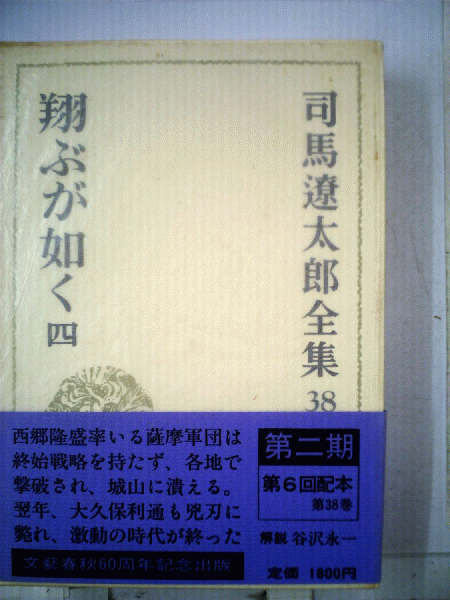 司馬遼太郎全集
38
翔ぶが如く 四
西郷隆盛率いる薩摩軍団は
終始戦略を持たず、各地で
撃破され、城山に潰える。
翌年、大久保利通も兇刃に
斃れ、激動の時代が終った
文藝春秋60周年記念出版
第二期
第6回配本
第38巻
解説 谷沢永一
定価 1800円